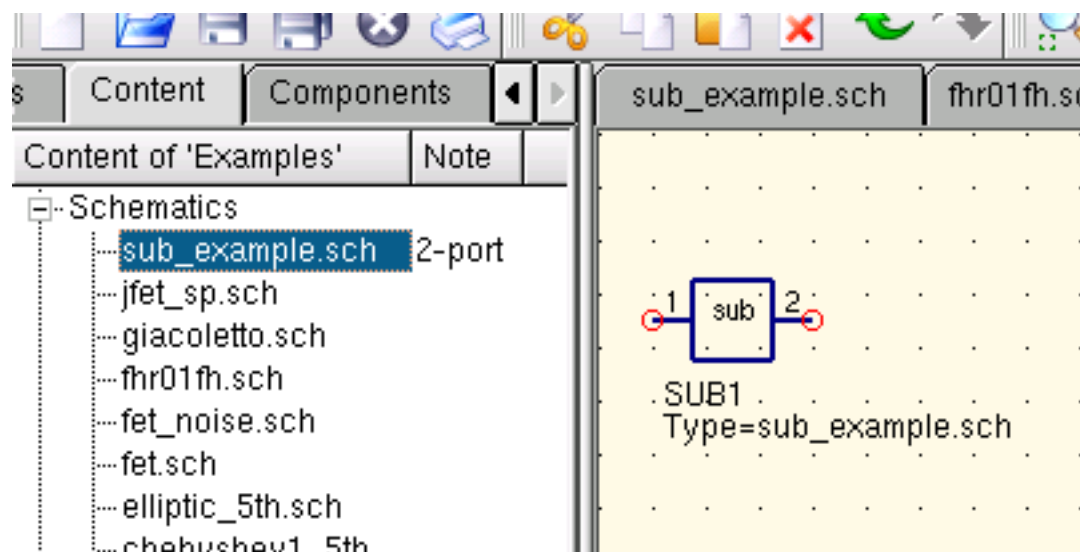 s Content Components
sub_example.sch fhr01fh.s
Content of 'Examples' Note
Schematics
sub_example.sch 2-port
jfet_sp.sch
giacoletto.sch
fhr01fh.sch
fet_noise.sch
fet.sch
elliptic_5th.sch
chebyshev1_5th
1 sub 2
SUB1
Type=sub_example.sch